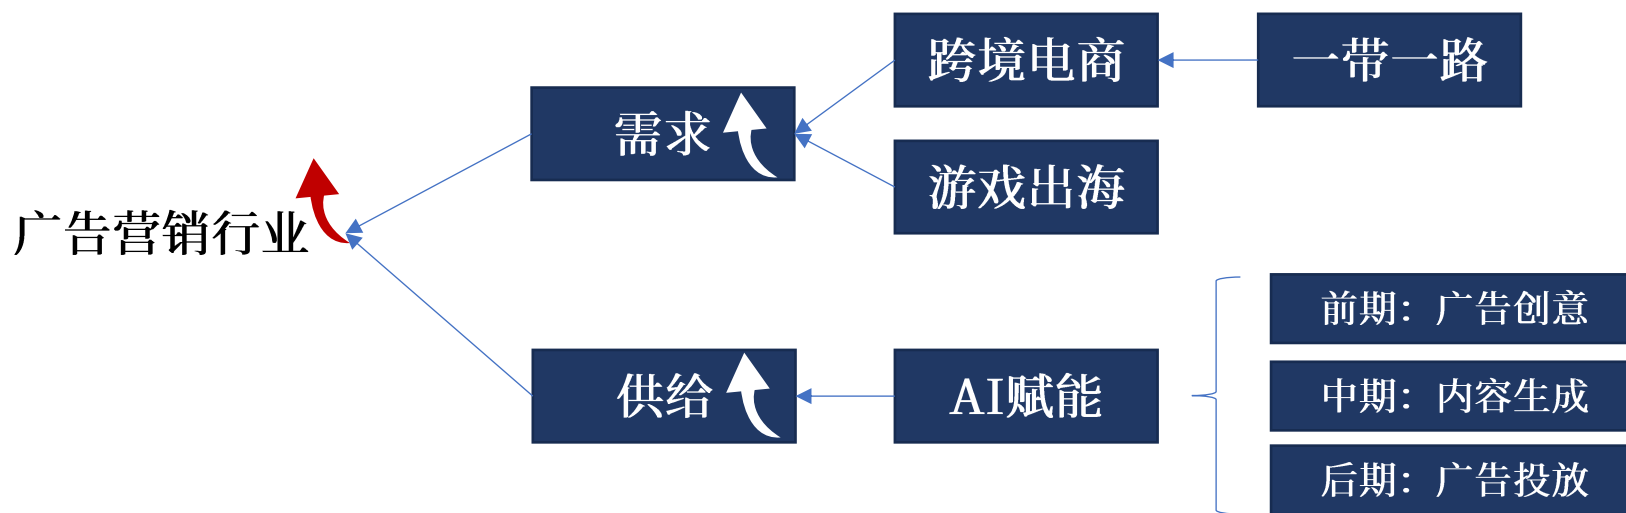 广告营销行业
需求
跨境电商
一带一路
游戏出海
供给
AI赋能
前期：广告创意
中期：内容生成
后期：广告投放